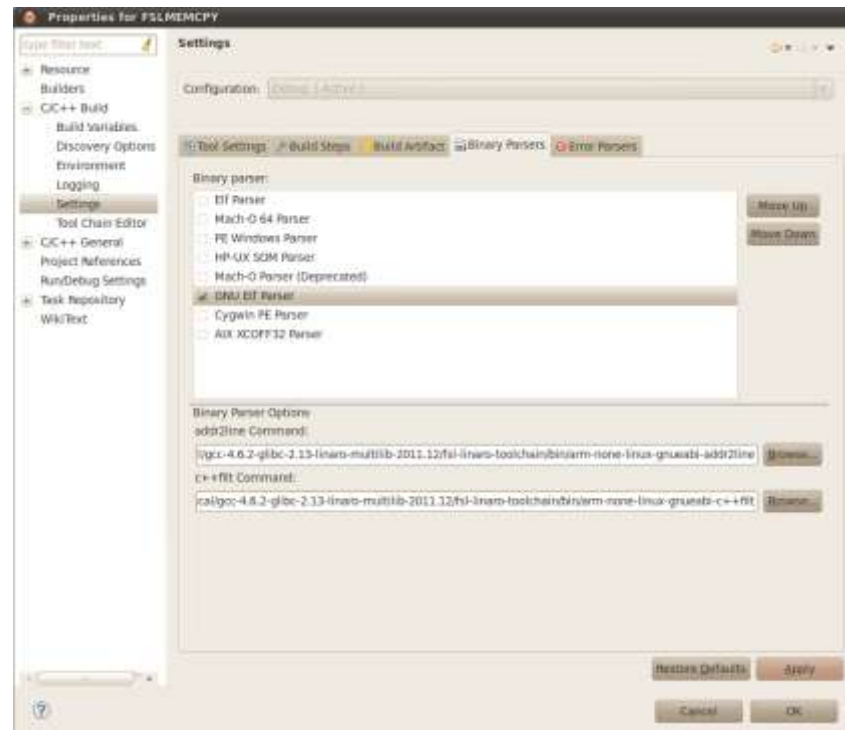 Properties for FSLMEMCPY
type filter text
Resource
Builders
C/C++ Build
Build Variables
Discovery Options
Environment
Logging
Settings
Tool Chain Editor
C/C++ General
Project References
Run/Debug Settings
Task Repository
WikiText
Settings
Configuration: Debug [ Active ]
Tool Settings Build Steps Build Artifact Binary Parsers Error Parsers
Binary parser:
Elf Parser
Mach-O 64 Parser
PE Windows Parser
HP-UX SOM Parser
Mach-O Parser (Deprecated)
GNU Elf Parser
Cygwin PE Parser
AIX XCOFF32 Parser
Move Up
Move Down
Binary Parser Options
addr2line Command:
l/gcc-4.6.2-glibc-2.13-linaro-multilib-2011.12/fsl-linaro-toolchain/bin/arm-none-linux-gnueabi-addr2line Browse...
c++filt Command:
cal/gcc-4.6.2-glibc-2.13-linaro-multilib-2011.12/fsl-linaro-toolchain/bin/arm-none-linux-gnueabi-c++filt Browse...
Restore Defaults Apply
Cancel OK